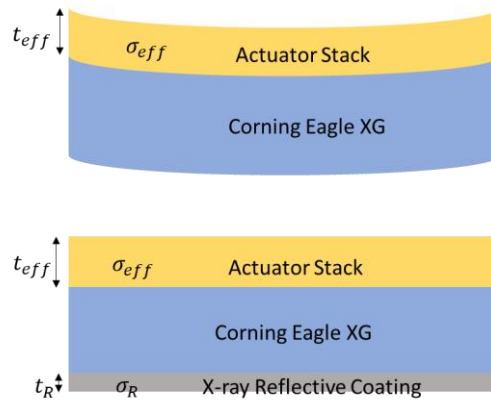 t_eff σ_eff Actuator Stack
Corning Eagle XG
t_eff σ_eff Actuator Stack
Corning Eagle XG
t_R σ_R X-ray Reflective Coating